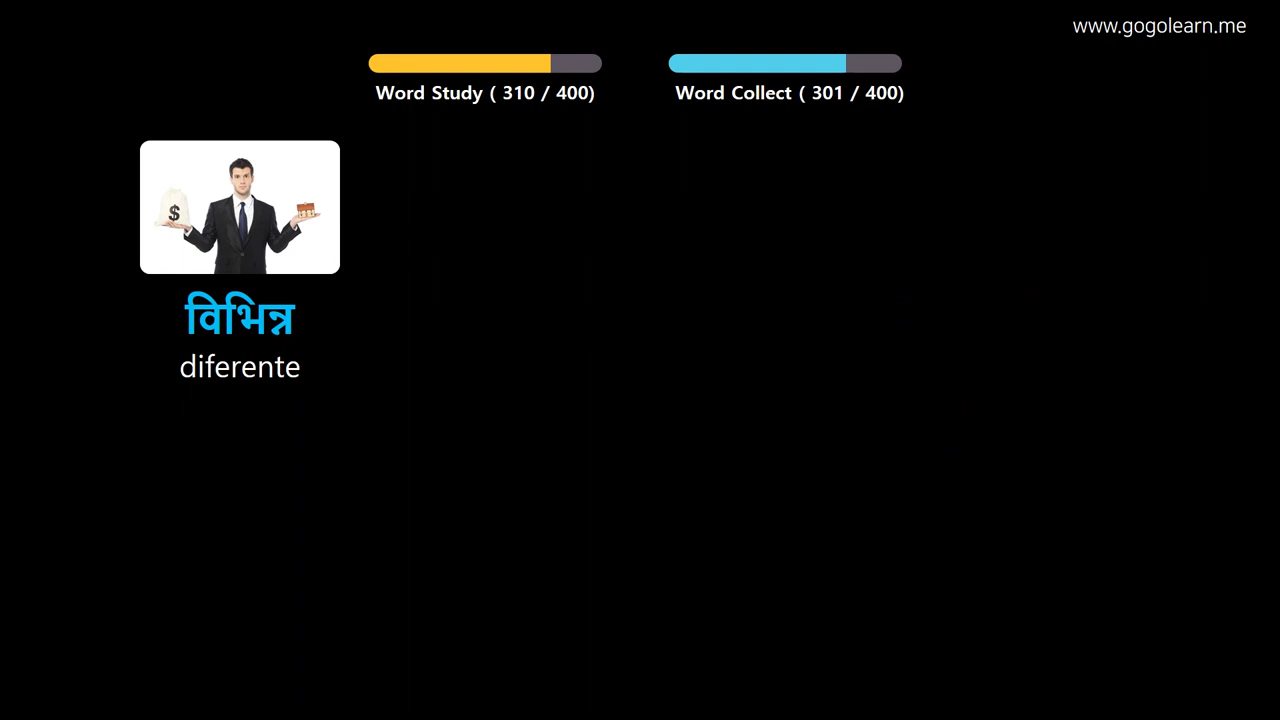 www.gogolearn.me
Word Study ( 310 / 400)
Word Collect ( 301 / 400)
$
विभिन्न
diferente